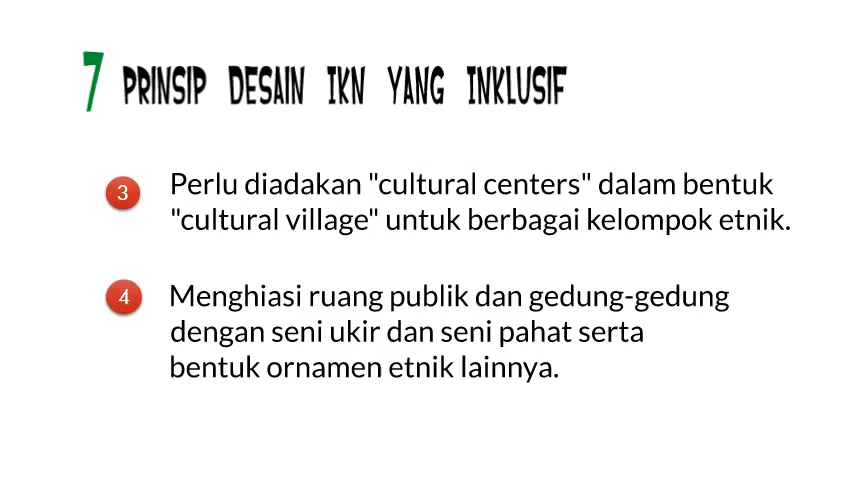 7 PRINSIP DESAIN IKN YANG INKLUSIF
3 Perlu diadakan "cultural centers" dalam bentuk
"cultural village" untuk berbagai kelompok etnik.
4 Menghiasi ruang publik dan gedung-gedung
dengan seni ukir dan seni pahat serta
bentuk ornamen etnik lainnya.